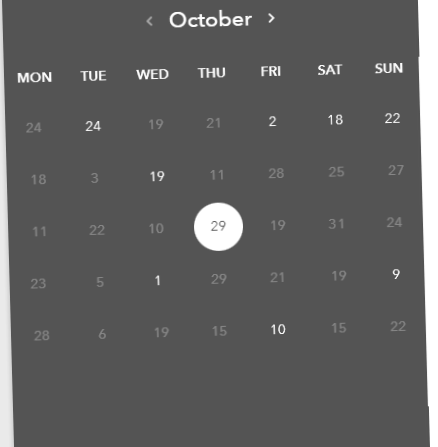 ‹ October ›
MON TUE WED THU FRI SAT SUN
24 24 19 21 2 18 22
18 3 19 11 28 25 27
11 22 10 29 19 31 24
23 5 1 29 21 19 9
28 6 19 15 10 15 22